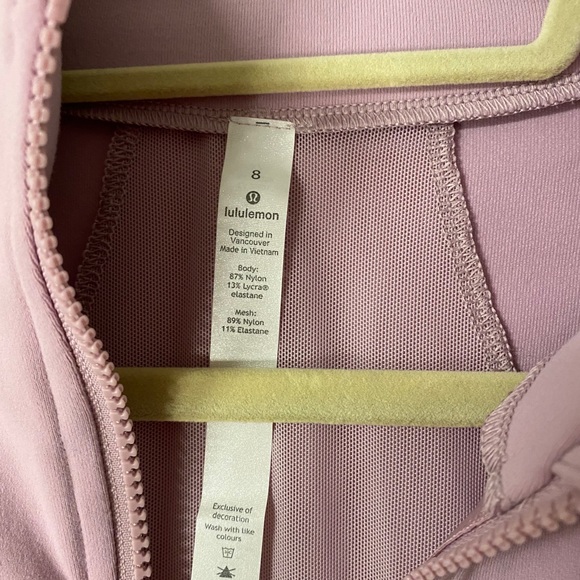 8
lululemon
Designed in
Vancouver
Made in Vietnam
Body:
87% Nylon
13% Lycra®
elastane
Mesh:
89% Nylon
11% Elastane
Exclusive of
decoration
Wash with like
colours